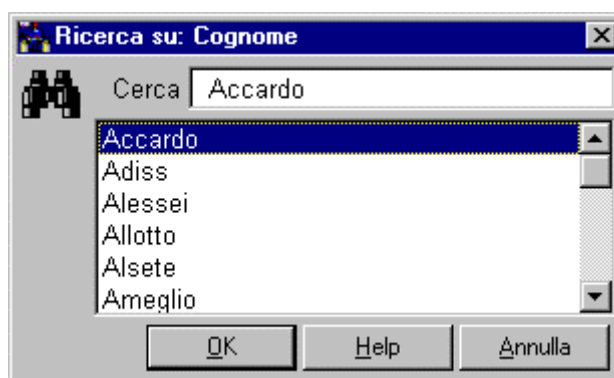 Ricerca su: Cognome
Cerca Accardo
Accardo
Adiss
Alessei
Allotto
Alsete
Ameglio
OK Help Annulla